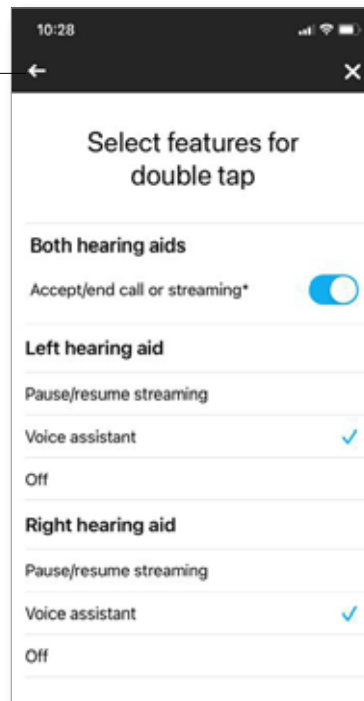 10:28
Select features for
double tap
Both hearing aids
Accept/end call or streaming*
Left hearing aid
Pause/resume streaming
Voice assistant
Off
Right hearing aid
Pause/resume streaming
Voice assistant
Off